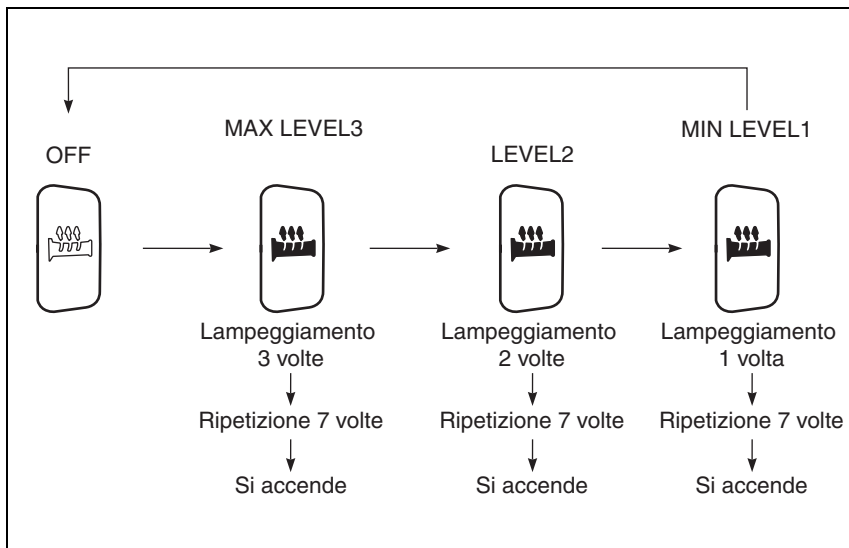 OFF
MAX LEVEL3
LEVEL2
MIN LEVEL1
Lampeggiamento
3 volte
Ripetizione 7 volte
Si accende
Lampeggiamento
2 volte
Ripetizione 7 volte
Si accende
Lampeggiamento
1 volta
Ripetizione 7 volte
Si accende